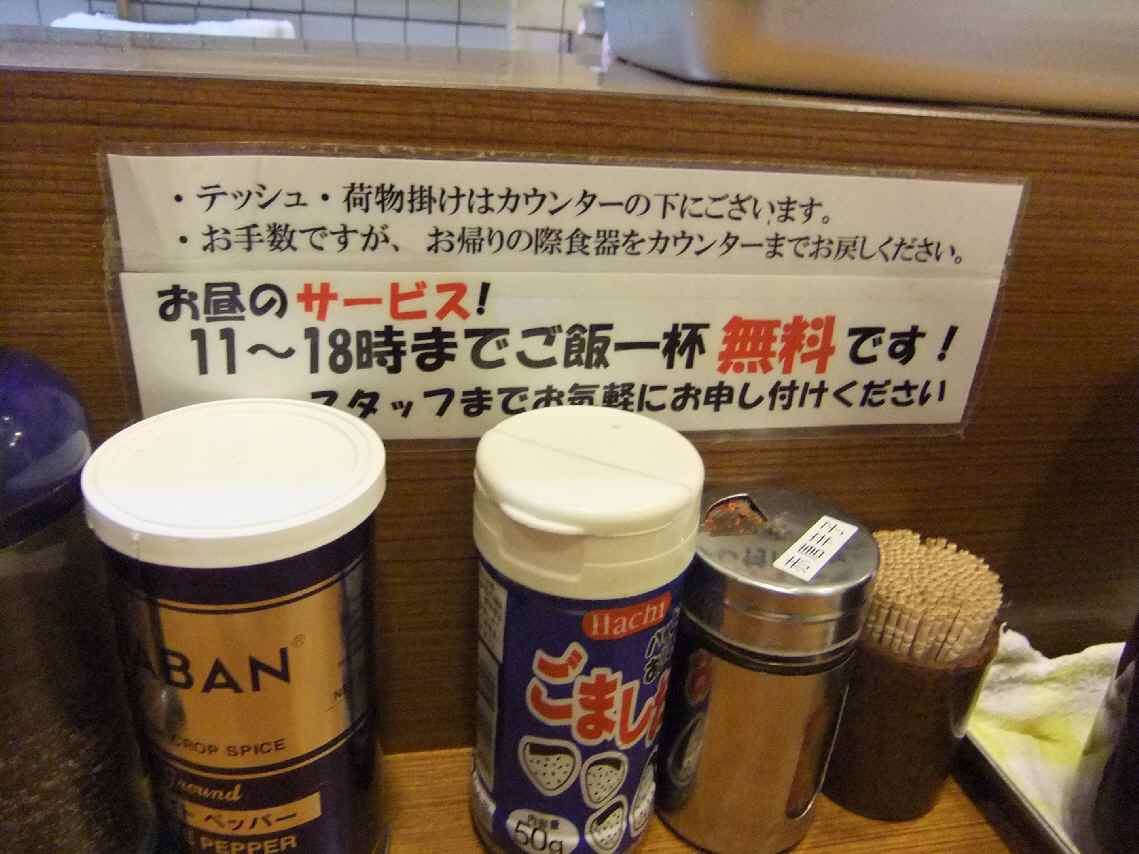 ・テッシュ・荷物掛けはカウンターの下にございます。
・お手数ですが、お帰りの際食器をカウンターまでお戻しください。
お昼のサービス!
11〜18時までご飯一杯 無料です!
スタッフまでお気軽にお申し付けください
ABAN®
CROP SPICE
Ground
ト ペッパー
PEPPER
Hachi
ごまし
内容量
50g